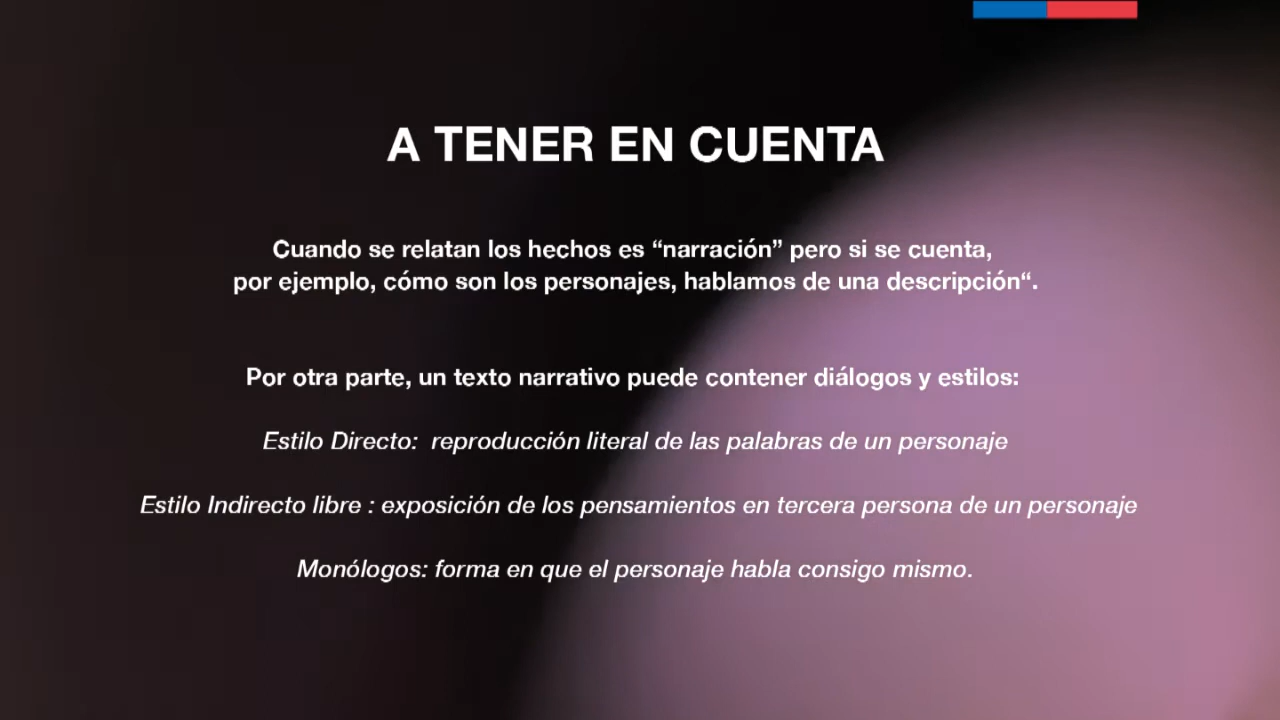 A TENER EN CUENTA
Cuando se relatan los hechos es “narración” pero si se cuenta,
por ejemplo, cómo son los personajes, hablamos de una descripción“.
Por otra parte, un texto narrativo puede contener diálogos y estilos:
Estilo Directo:  reproducción literal de las palabras de un personaje
Estilo Indirecto libre : exposición de los pensamientos en tercera persona de un personaje
Monólogos: forma en que el personaje habla consigo mismo.